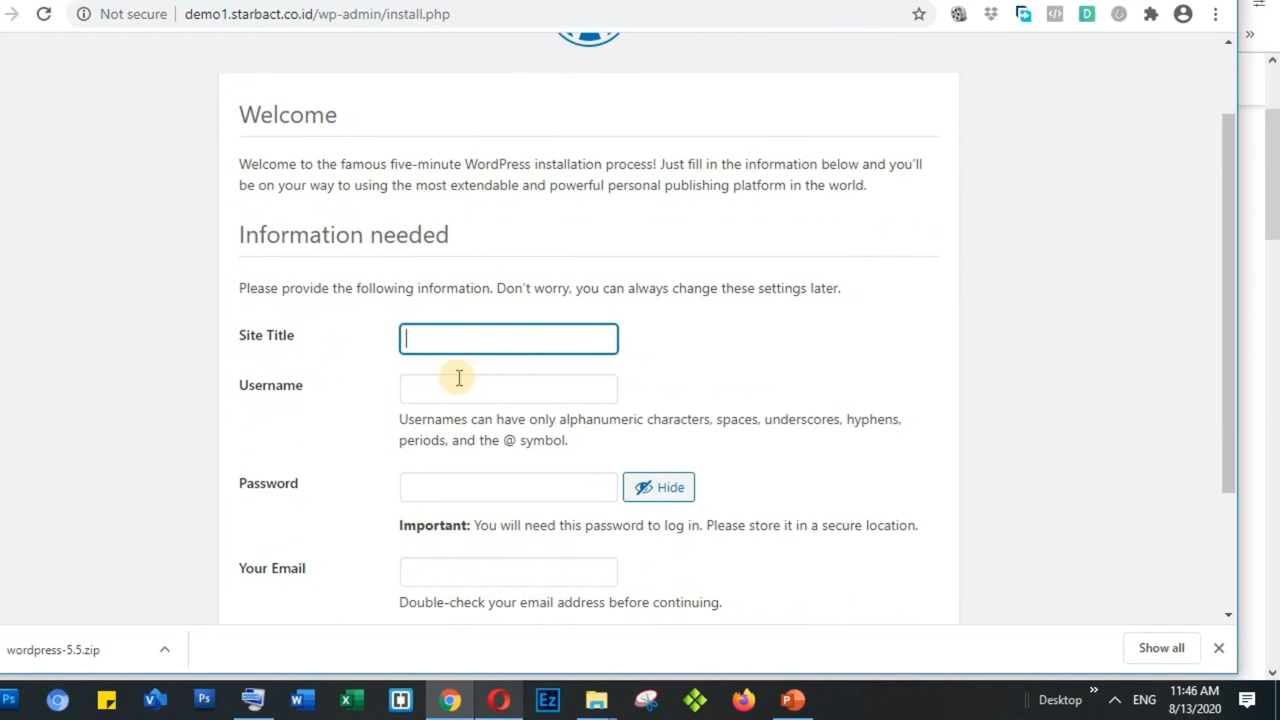 Not secure | demo1.starbact.co.id/wp-admin/install.php
D
»
Welcome
Welcome to the famous five-minute WordPress installation process! Just fill in the information below and you'll
be on your way to using the most extendable and powerful personal publishing platform in the world.
Information needed
Please provide the following information. Don't worry, you can always change these settings later.
Site Title
Username
Usernames can have only alphanumeric characters, spaces, underscores, hyphens,
periods, and the @ symbol.
Password
Hide
Important: You will need this password to log in. Please store it in a secure location.
Your Email
Double-check your email address before continuing.
wordpress-5.5.zip
Show all
Ps
Ps
W
X
Ez
P
Desktop
»
ENG
11:46 AM
8/13/2020